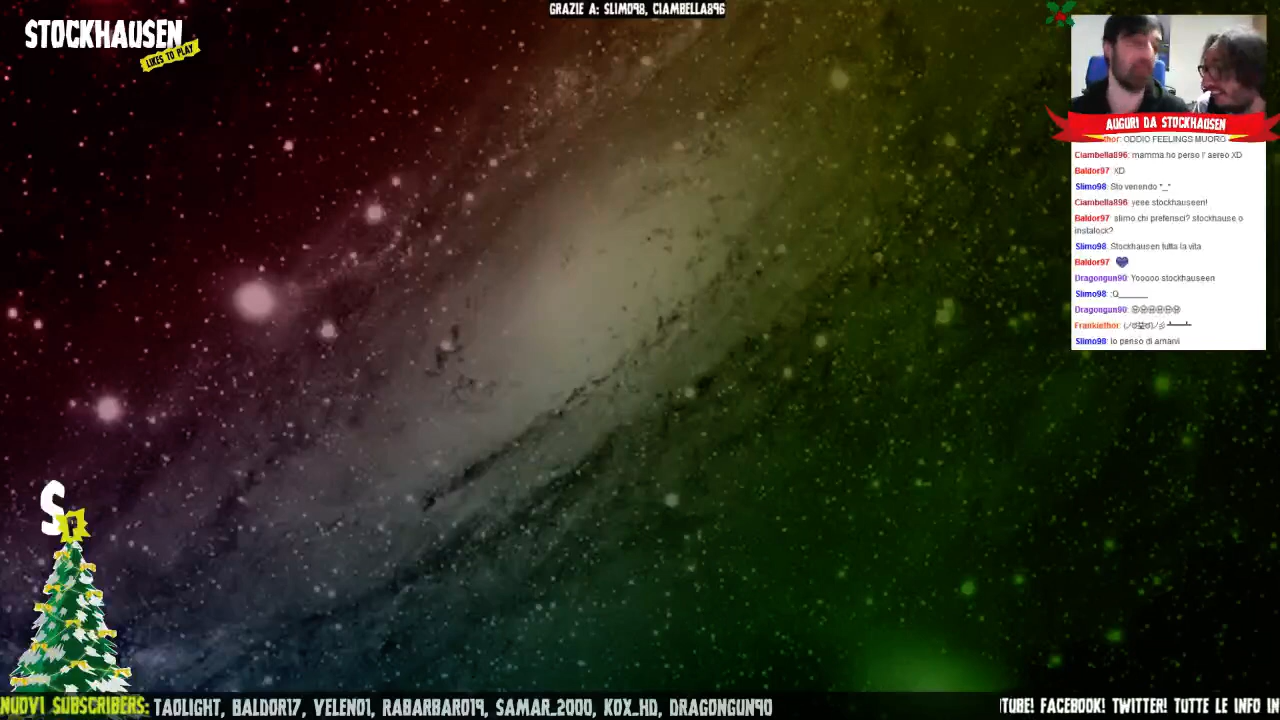 GRAZIE A: SLIMO98, CIAMBELLA896
STOCKHAUSEN
LIKES TO PLAY
AUGURI DA STOCKHAUSEN
thor: ODDIO FEELINGS MUORO
Ciambella896: mamma ho perso l' aereo XD
Baldor97: XD
Slimo98: Sto venendo *_*
Ciambella896: yeee stockhauseen!
Baldor97: slimo chi preferisci? stockhause o
instalock?
Slimo98: Stockhausen tutta la vita
Baldor97:
Dragongun90: Yooooo stockhauseen
Slimo98: :Q______
Dragongun90:
Frankiethor:
Slimo98: io penso di amarvi
S
P
NUOVI SUBSCRIBERS: TAOLIGHT, BALDOR17, VELENO1, RABARBARO19, SAMAR_2000, KOX_HD, DRAGONGUN90
TUBE! FACEBOOK! TWITTER! TUTTE LE INFO IN